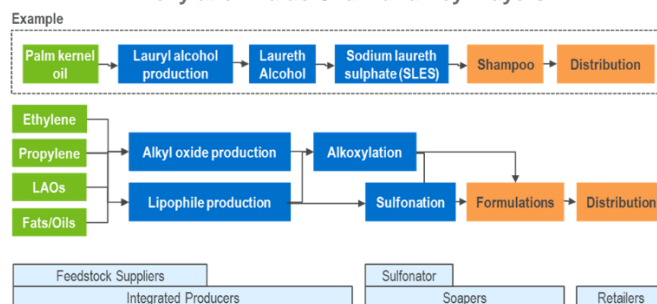 Example
Palm kernel
oil
Lauryl alcohol
production
Laureth
Alcohol
Sodium laureth
sulphate (SLES)
Shampoo
Distribution
Ethylene
Propylene
LAOs
Fats/Oils
Alkyl oxide production
Lipophile production
Alkoxylation
Sulfonation
Formulations
Distribution
Feedstock Suppliers
Integrated Producers
Sulfonator
Soapers
Retailers